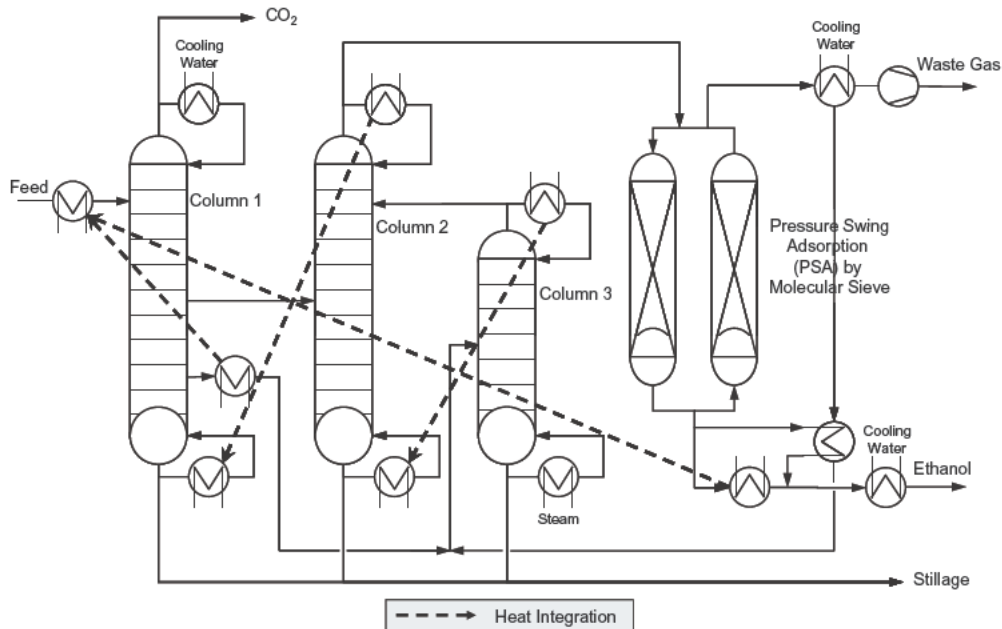 CO2
Cooling
Water
Cooling
Water
Waste Gas
Feed
Column 1
Column 2
Column 3
Pressure Swing
Adsorption
(PSA) by
Molecular Sieve
Cooling
Water
Ethanol
Steam
Stillage
Heat Integration